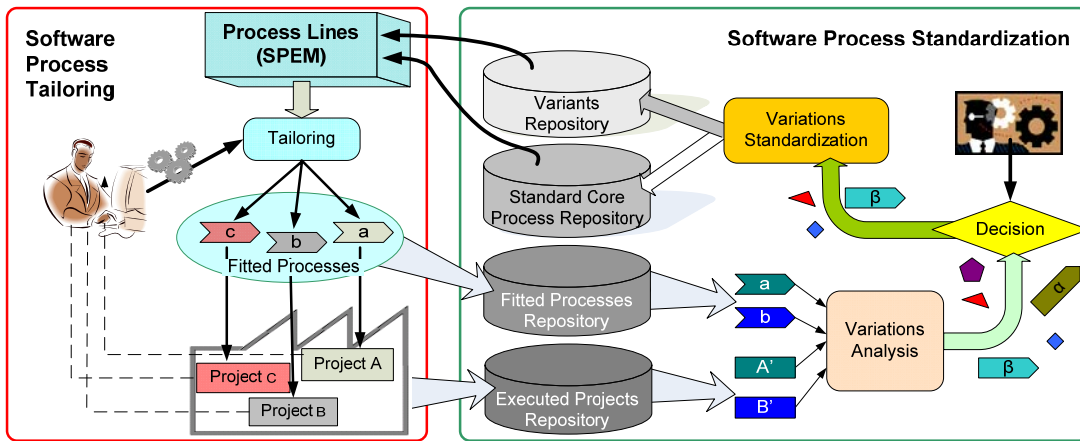 Software
Process
Tailoring
Process Lines
(SPEM)
Tailoring
c
b
a
Fitted Processes
Project A
Project C
Project B
Software Process Standardization
Variants
Repository
Standard Core
Process Repository
Fitted Processes
Repository
Executed Projects
Repository
Variations
Standardization
β
Decision
a
b
A’
B’
Variations
Analysis
α
β